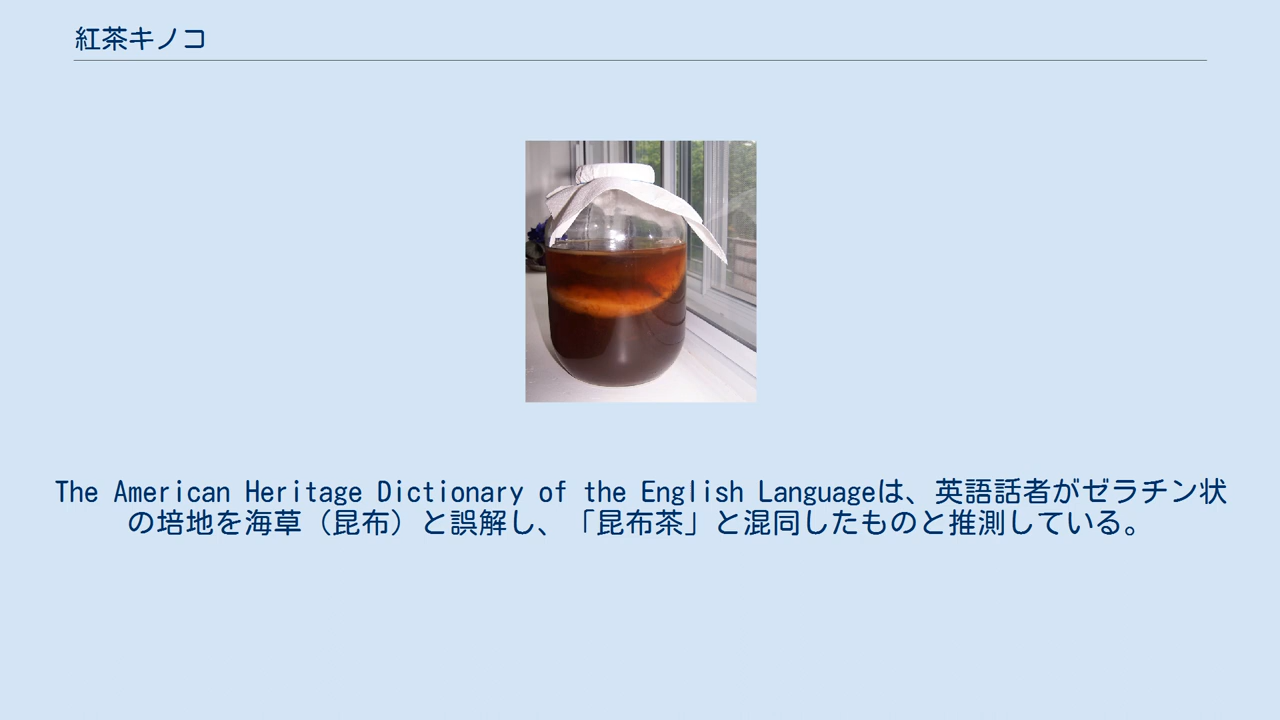 紅茶キノコ
The American Heritage Dictionary of the English Languageは、英語話者がゼラチン状
の培地を海草（昆布）と誤解し、「昆布茶」と混同したものと推測している。